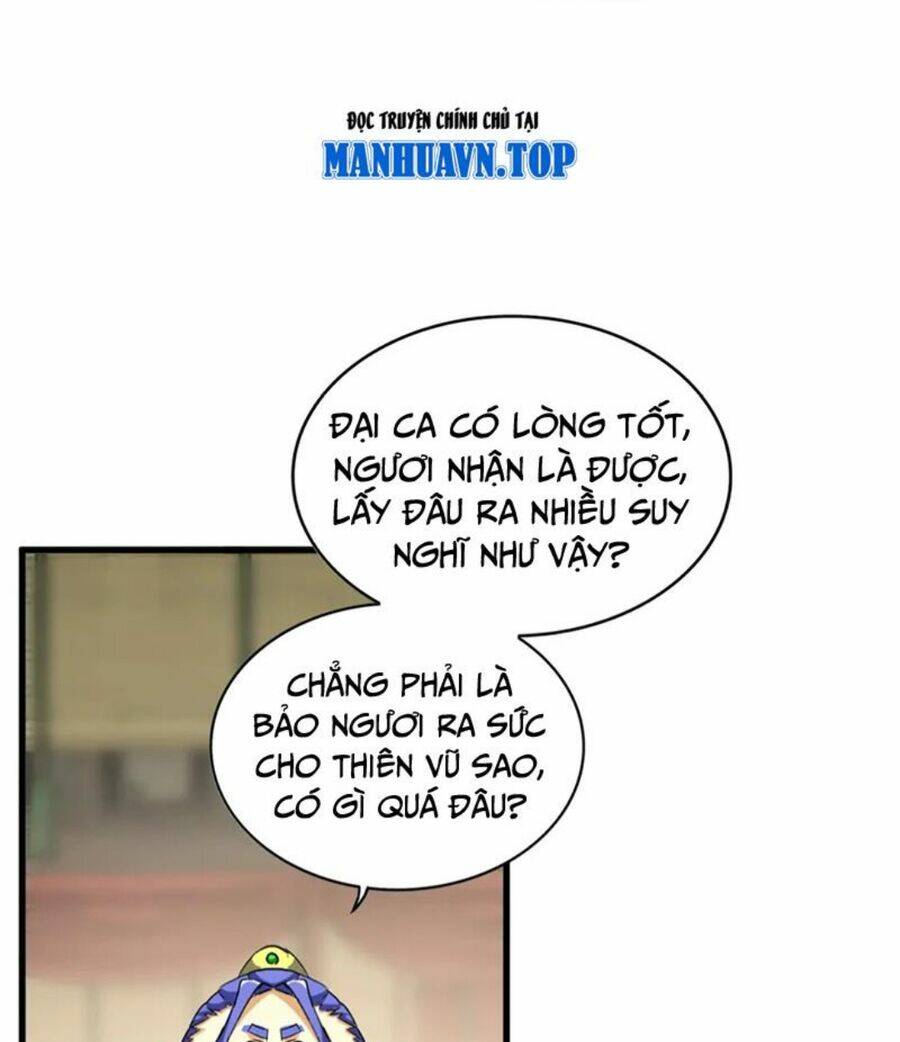 ĐỌC TRUYỆN CHÍNH CHỦ TẠI
MANHUAVN.TOP
ĐẠI CA CÓ LÒNG TỐT,
NGƯƠI NHẬN LÀ ĐƯỢC,
LẤY ĐÂU RA NHIỀU SUY
NGHĨ NHƯ VẬY?
CHẲNG PHẢI LÀ
BẢO NGƯƠI RA SỨC
CHO THIÊN VŨ SAO,
CÓ GÌ QUÁ ĐÂU?